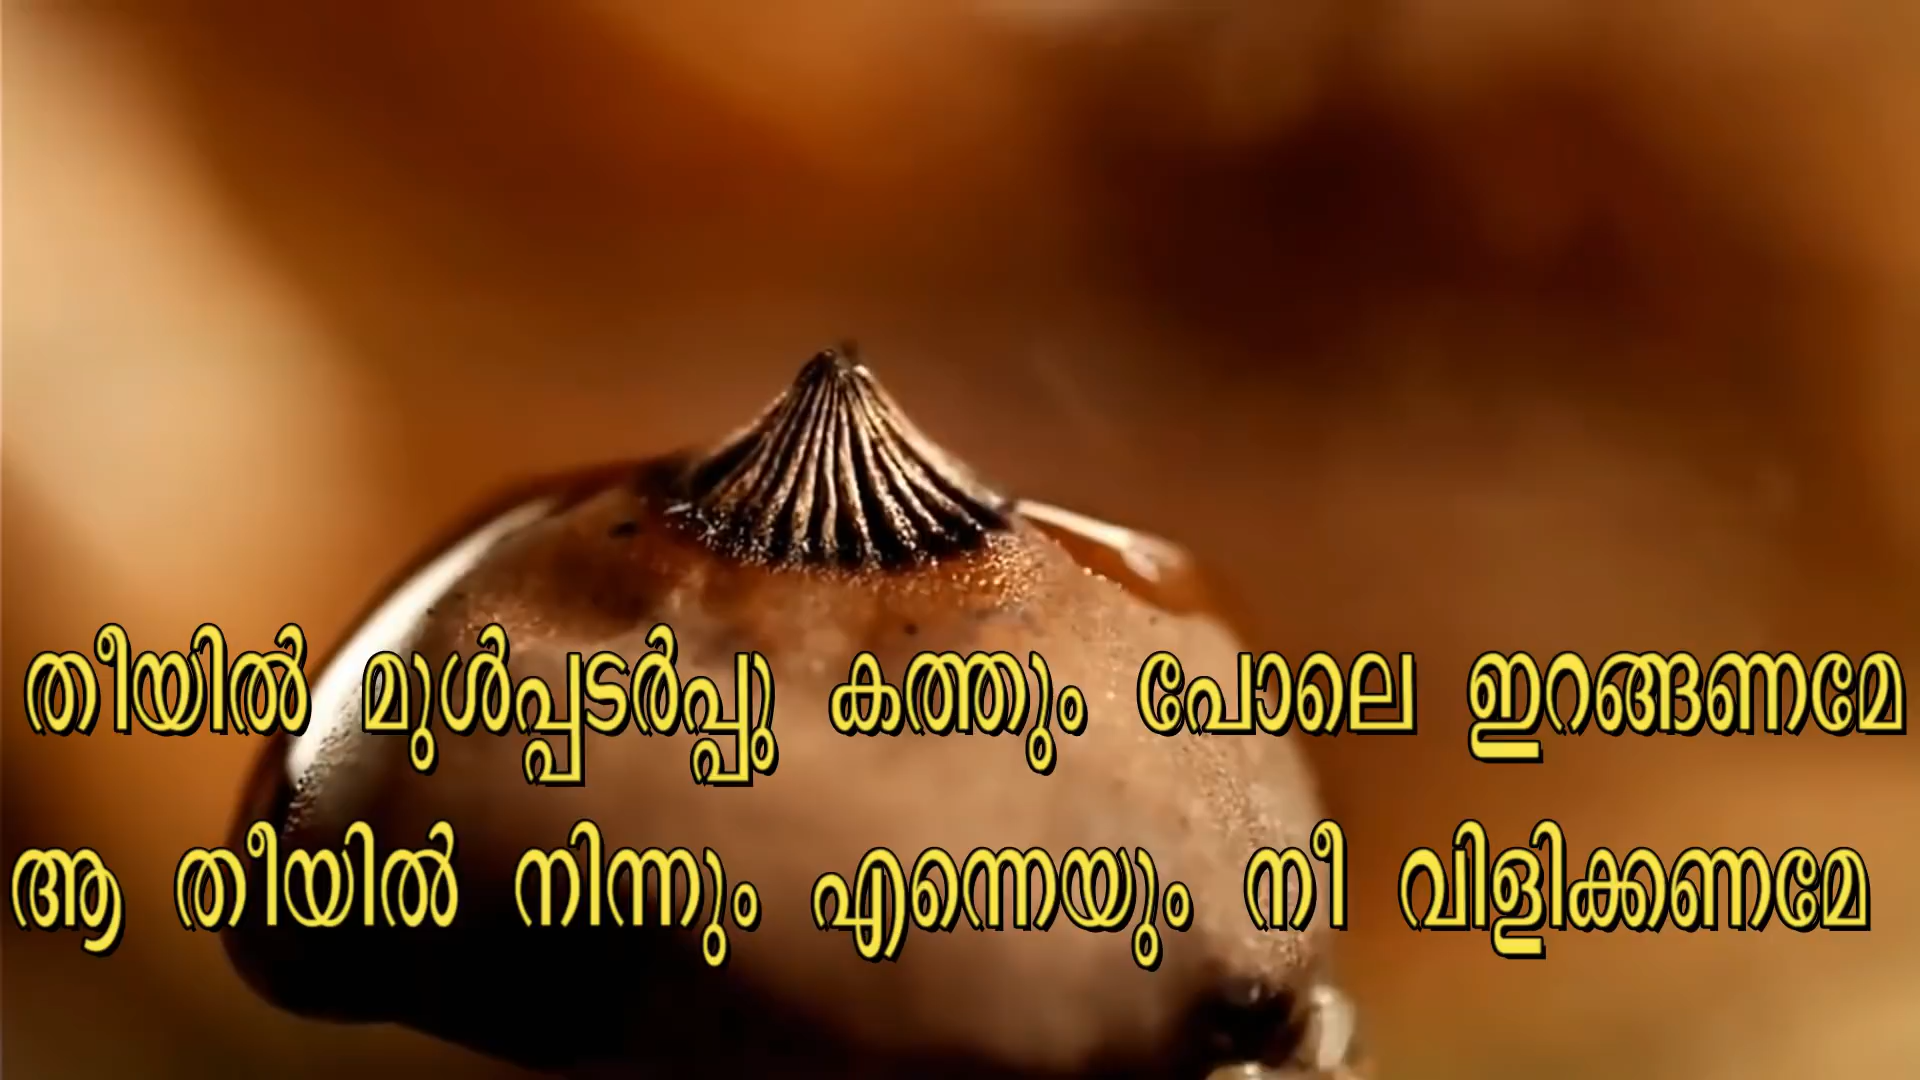 തീയിൽ മുൾപ്പടർപ്പു കത്തും പോലെ ഇറങ്ങണമേ
ആ തീയിൽ നിന്നും എന്നെയും നീ വിളിക്കണമേ